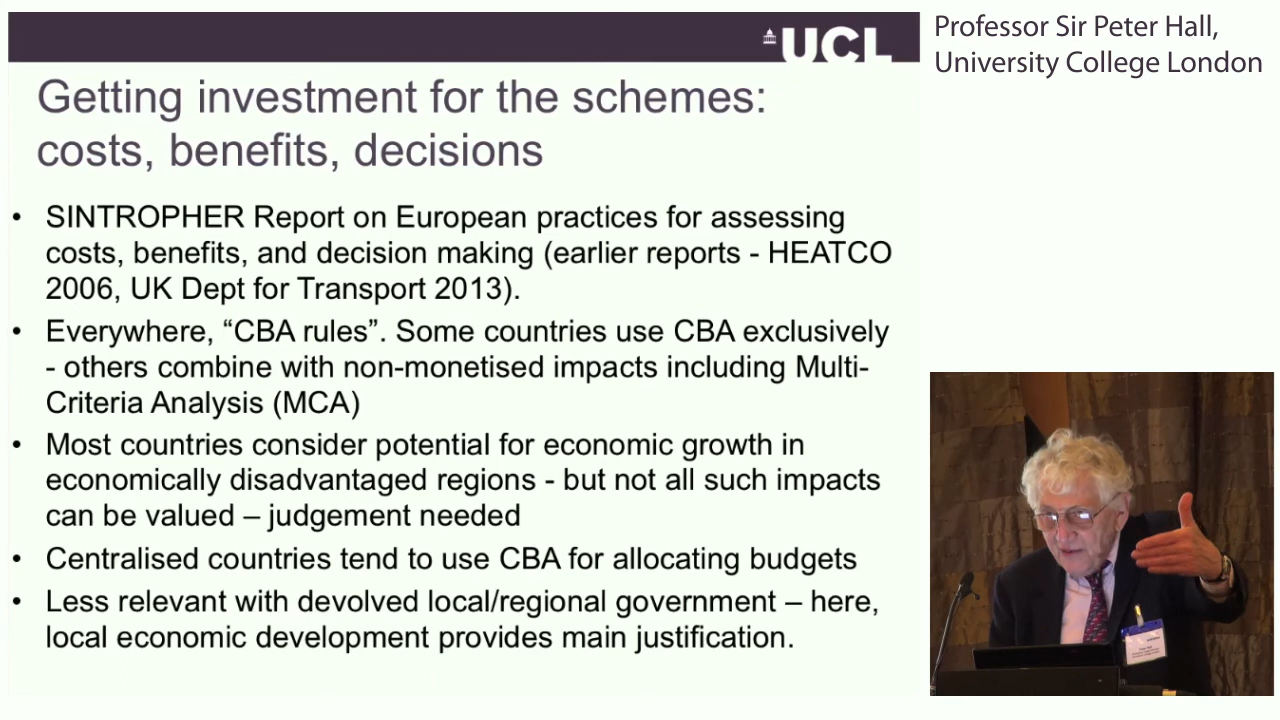 UCL
Professor Sir Peter Hall,
University College London
Getting investment for the schemes:
costs, benefits, decisions
• SINTROPHER Report on European practices for assessing
costs, benefits, and decision making (earlier reports - HEATCO
2006, UK Dept for Transport 2013).
• Everywhere, “CBA rules”. Some countries use CBA exclusively
- others combine with non-monetised impacts including Multi-
Criteria Analysis (MCA)
• Most countries consider potential for economic growth in
economically disadvantaged regions - but not all such impacts
can be valued – judgement needed
• Centralised countries tend to use CBA for allocating budgets
• Less relevant with devolved local/regional government – here,
local economic development provides main justification.